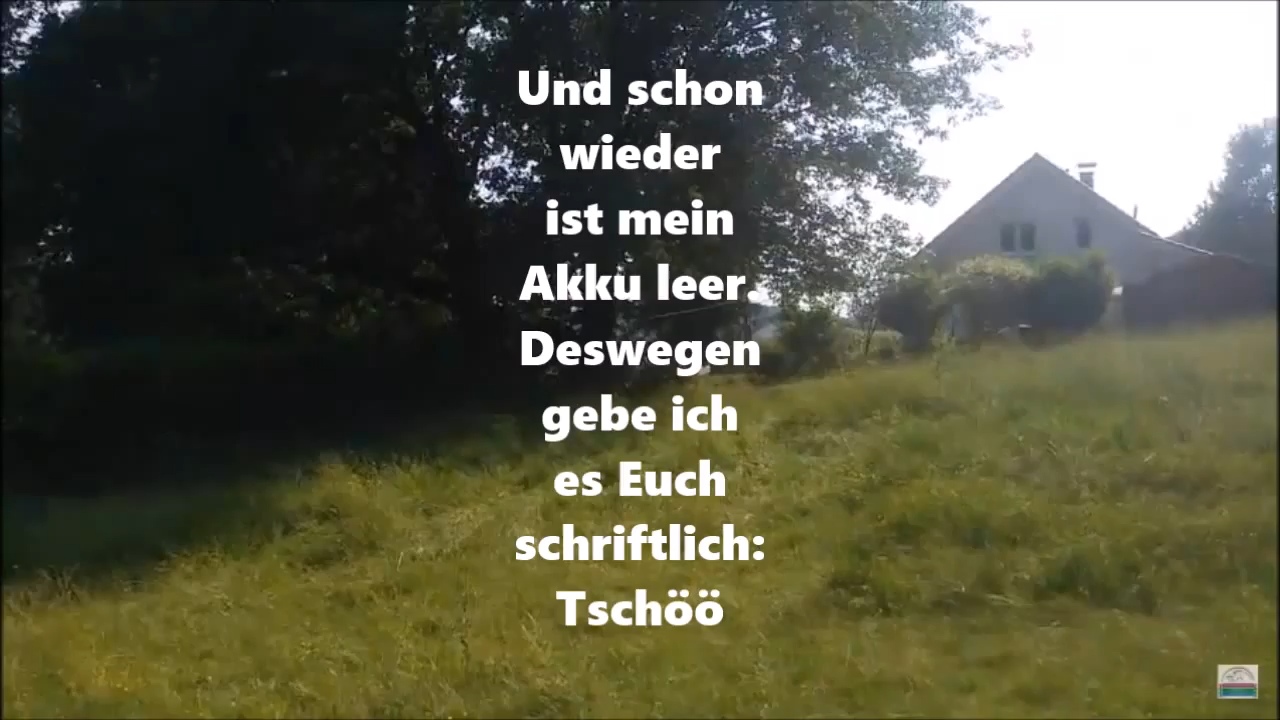 Und schon
wieder
ist mein
Akku leer.
Deswegen
gebe ich
es Euch
schriftlich:
Tschöö